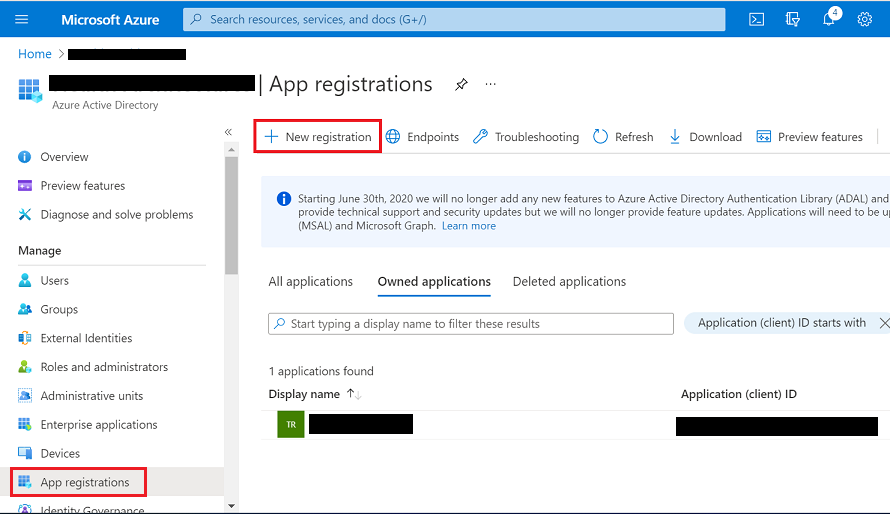 Microsoft Azure
Search resources, services, and docs (G+/)
4
Home
| App registrations
Azure Active Directory
Overview
Preview features
Diagnose and solve problems
Manage
Users
Groups
External Identities
Roles and administrators
Administrative units
Enterprise applications
Devices
App registrations
Identity Governance
New registration
Endpoints
Troubleshooting
Refresh
Download
Preview features
Starting June 30th, 2020 we will no longer add any new features to Azure Active Directory Authentication Library (ADAL) and
provide technical support and security updates but we will no longer provide feature updates. Applications will need to be up
(MSAL) and Microsoft Graph. Learn more
All applications
Owned applications
Deleted applications
Start typing a display name to filter these results
Application (client) ID starts with
1 applications found
Display name
Application (client) ID
TR